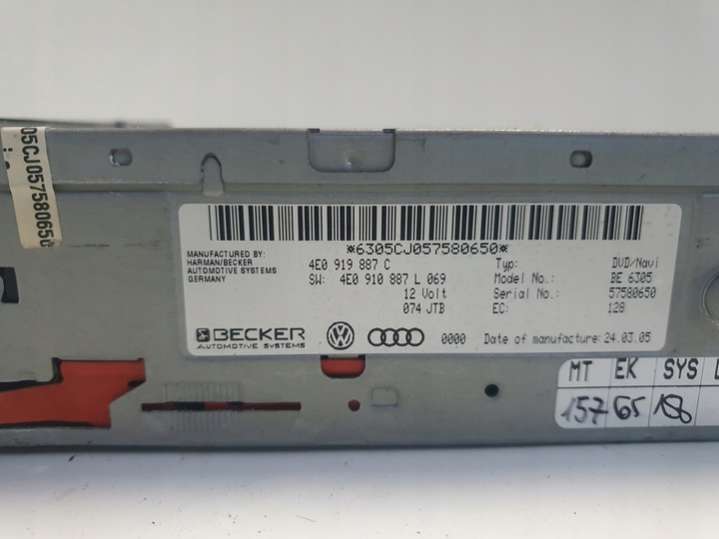 05CJ057580650
*6305CJ057580650*
MANUFACTURED BY:
HARMAN/BECKER
AUTOMOTIVE SYSTEMS
GERMANY
4E0 919 887 C
SW: 4E0 910 887 L 069
12 Volt
074 JTB
Typ: DVD/Navi
Model No.: BE 6305
Serial No.: 57580650
EC: 128
BECKER
AUTOMOTIVE SYSTEMS
0000 Date of manufacture: 24.03.05
MT EK SYS
157 65